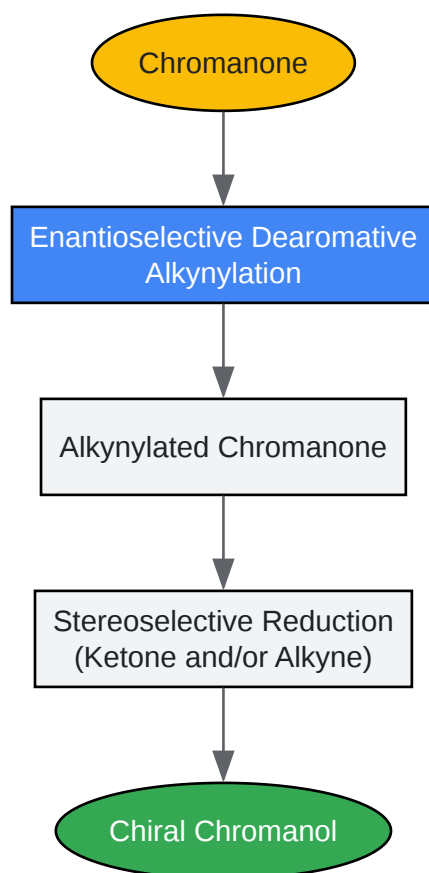 Chromanone
Enantioselective Dearomative
Alkynylation
Alkynylated Chromanone
Stereoselective Reduction
(Ketone and/or Alkyne)
Chiral Chromanol